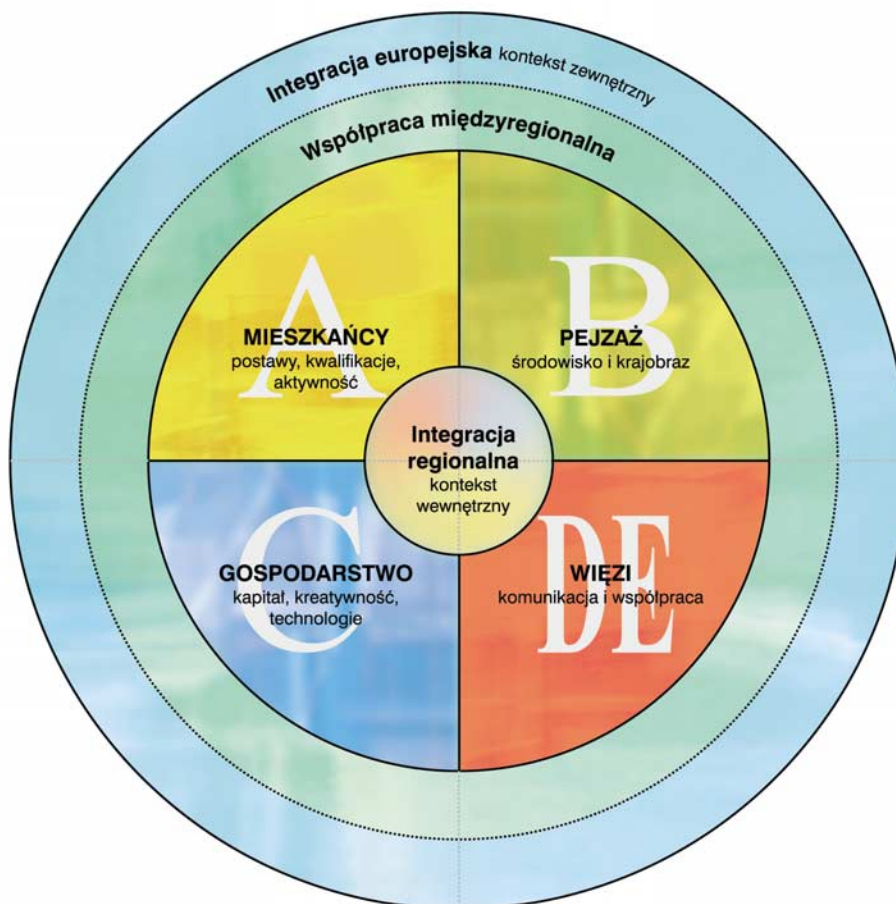 Integracja europejska kontekst zewnętrzny
Współpraca międzyregionalna
A
MIESZKAŃCY
postawy, kwalifikacje,
aktywność
B
PEJZAŻ
środowisko i krajobraz
Integracja
regionalna
kontekst
wewnętrzny
C
GOSPODARSTWO
kapitał, kreatywność,
technologie
DE
WIĘZI
komunikacja i współpraca